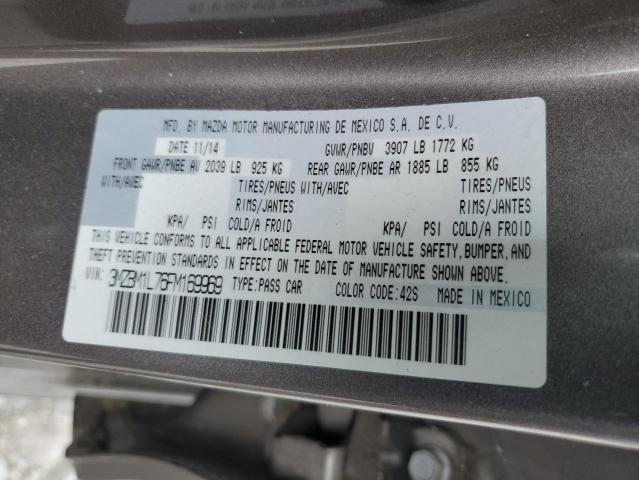 MFD. BY MAZDA MOTOR MANUFACTURING DE MEXICO S.A. DE C.V.
DATE 11/14 GVWR/PNBV 3907 LB 1772 KG
FRONT GAWR/PNBE AV 2039 LB 925 KG REAR GAWR/PNBE AR 1885 LB 855 KG
WITH/AVEC TIRES/PNEUS WITH/AVEC TIRES/PNEUS
RIMS/JANTES RIMS/JANTES
KPA/ PSI COLD/A FROID KPA/ PSI COLD/A FROID
THIS VEHICLE CONFORMS TO ALL APPLICABLE FEDERAL MOTOR VEHICLE SAFETY, BUMPER, AND
THEFT PREVENTION STANDARDS IN EFFECT ON THE DATE OF MANUFACTURE SHOWN ABOVE.
VIN: 3MZBM1L76FM169969 TYPE:PASS CAR COLOR CODE:42S MADE IN MEXICO